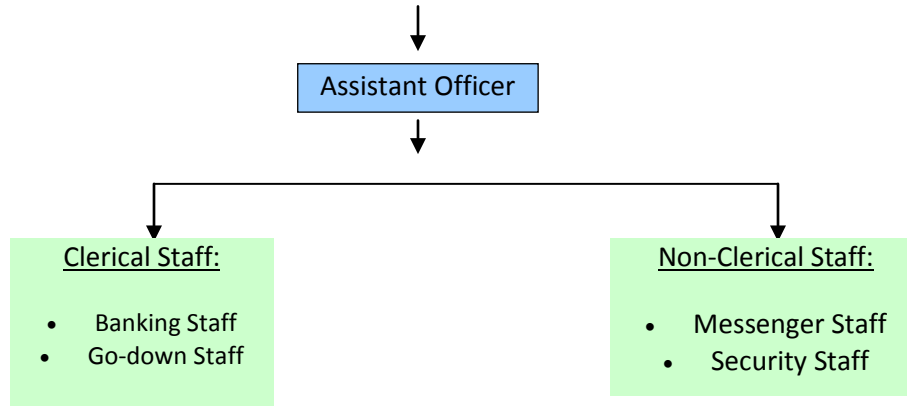 Assistant Officer
Clerical Staff:
• Banking Staff
• Go-down Staff
Non-Clerical Staff:
• Messenger Staff
• Security Staff